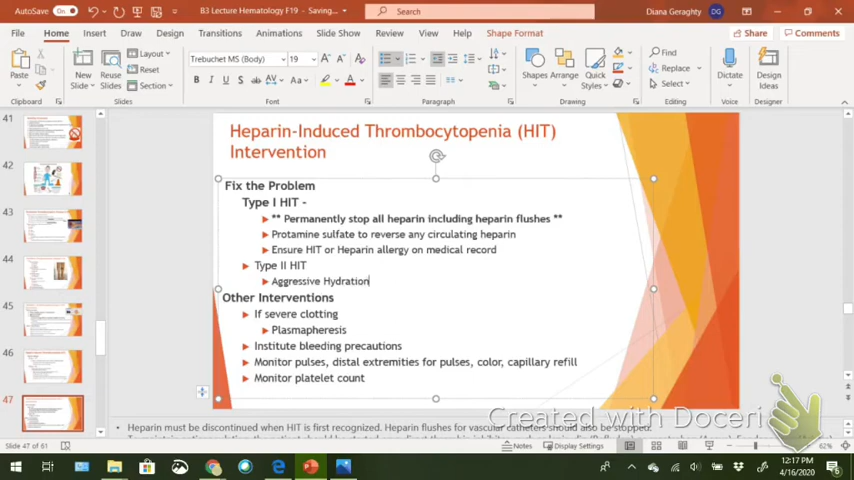 AutoSave On B3 Lecture Hematology F19 - Saving... Search Diana Geraghty DG
File Home Insert Draw Design Transitions Animations Slide Show Review View Help Shape Format Share Comments
Paste New Slide Reuse Slides Layout Reset Section Trebuchet MS (Body) 19 Shapes Arrange Quick Styles Find Replace Select Dictate Design Ideas
Clipboard Slides Font Paragraph Drawing Editing Voice Designer
41
42
43
44
45
46
47
Heparin-Induced Thrombocytopenia (HIT)
Intervention
Fix the Problem
Type I HIT -
** Permanently stop all heparin including heparin flushes **
Protamine sulfate to reverse any circulating heparin
Ensure HIT or Heparin allergy on medical record
Type II HIT
Aggressive Hydration
Other Interventions
If severe clotting
Plasmapheresis
Institute bleeding precautions
Monitor pulses, distal extremities for pulses, color, capillary refill
Monitor platelet count
Created with Doceri
Heparin must be discontinued when HIT is first recognized. Heparin flushes for vascular catheters should also be stopped.
Slide 47 of 61 Notes Display Settings 62%
12:17 PM
4/16/2020